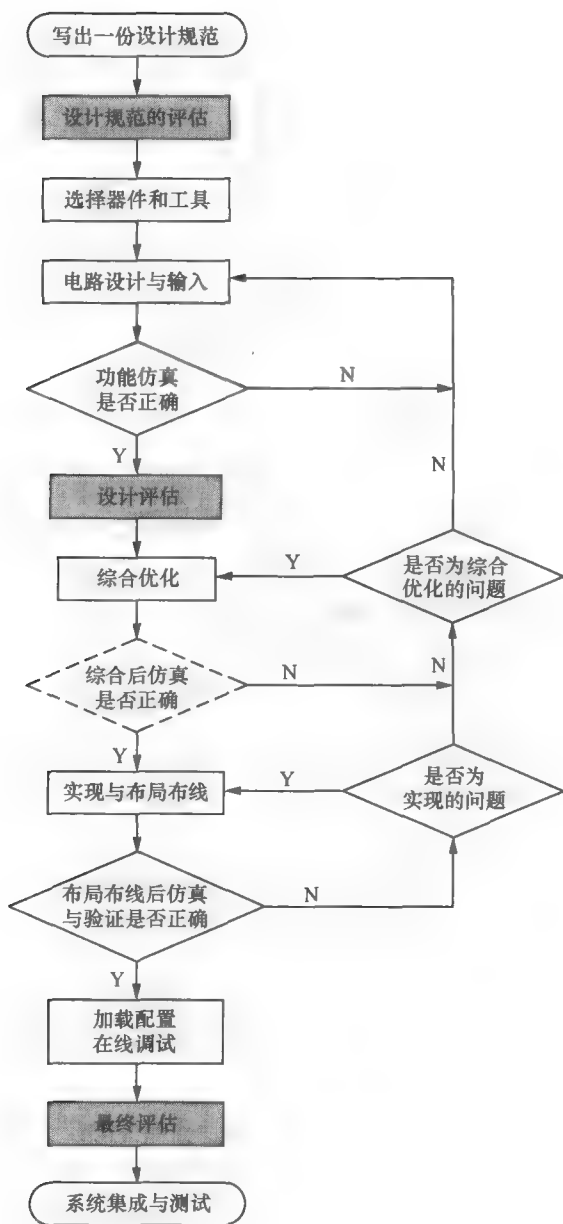 写出一份设计规范
设计规范的评估
选择器件和工具
电路设计与输入
功能仿真
是否正确
N
Y
N
设计评估
综合优化
Y
是否为综合
优化的问题
综合后仿真
是否正确
N
N
Y
实现与布局布线
Y
是否为
实现的问题
布局布线后仿真
与验证是否正确
N
Y
加载配置
在线调试
最终评估
系统集成与测试